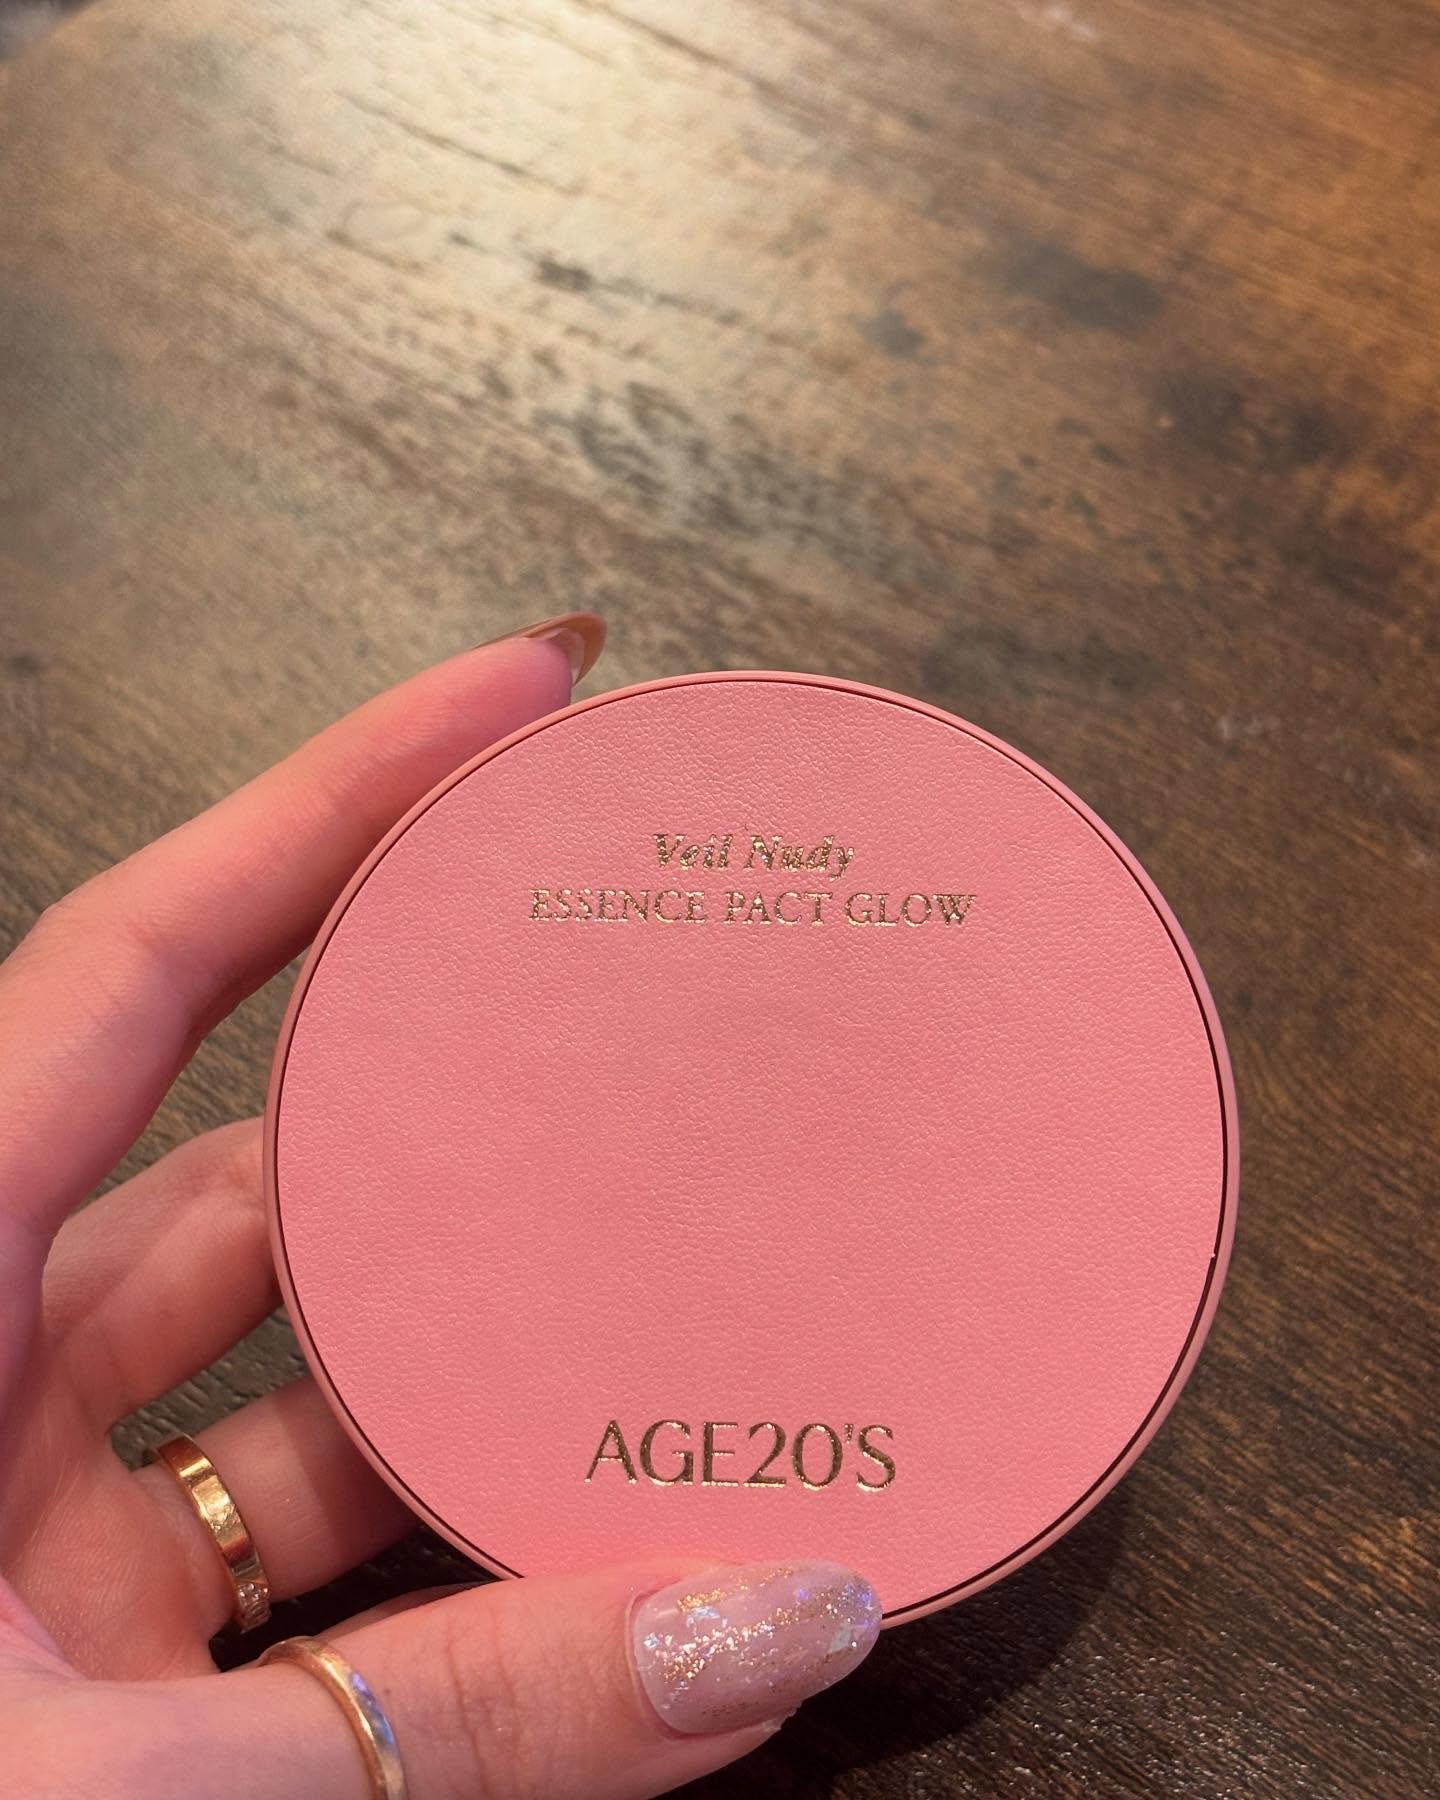 Veil Nudy
ESSENCE PACT GLOW
AGE20'S